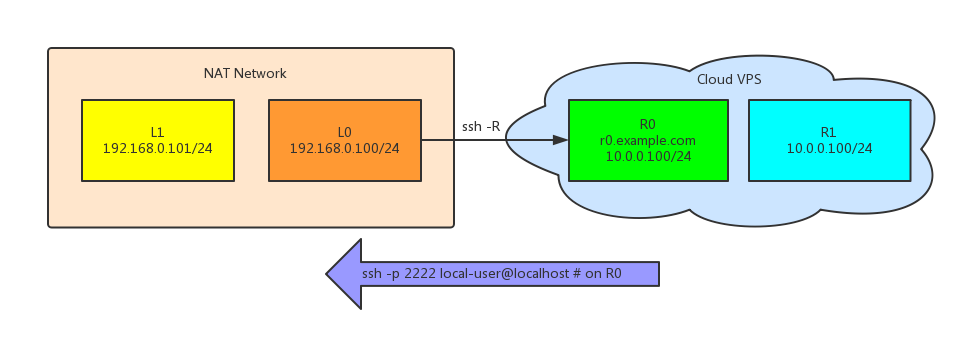 NAT Network
L1
192.168.0.101/24
L0
192.168.0.100/24
ssh -R
Cloud VPS
R0
r0.example.com
10.0.0.100/24
R1
10.0.0.100/24
ssh -p 2222 local-user@localhost # on R0